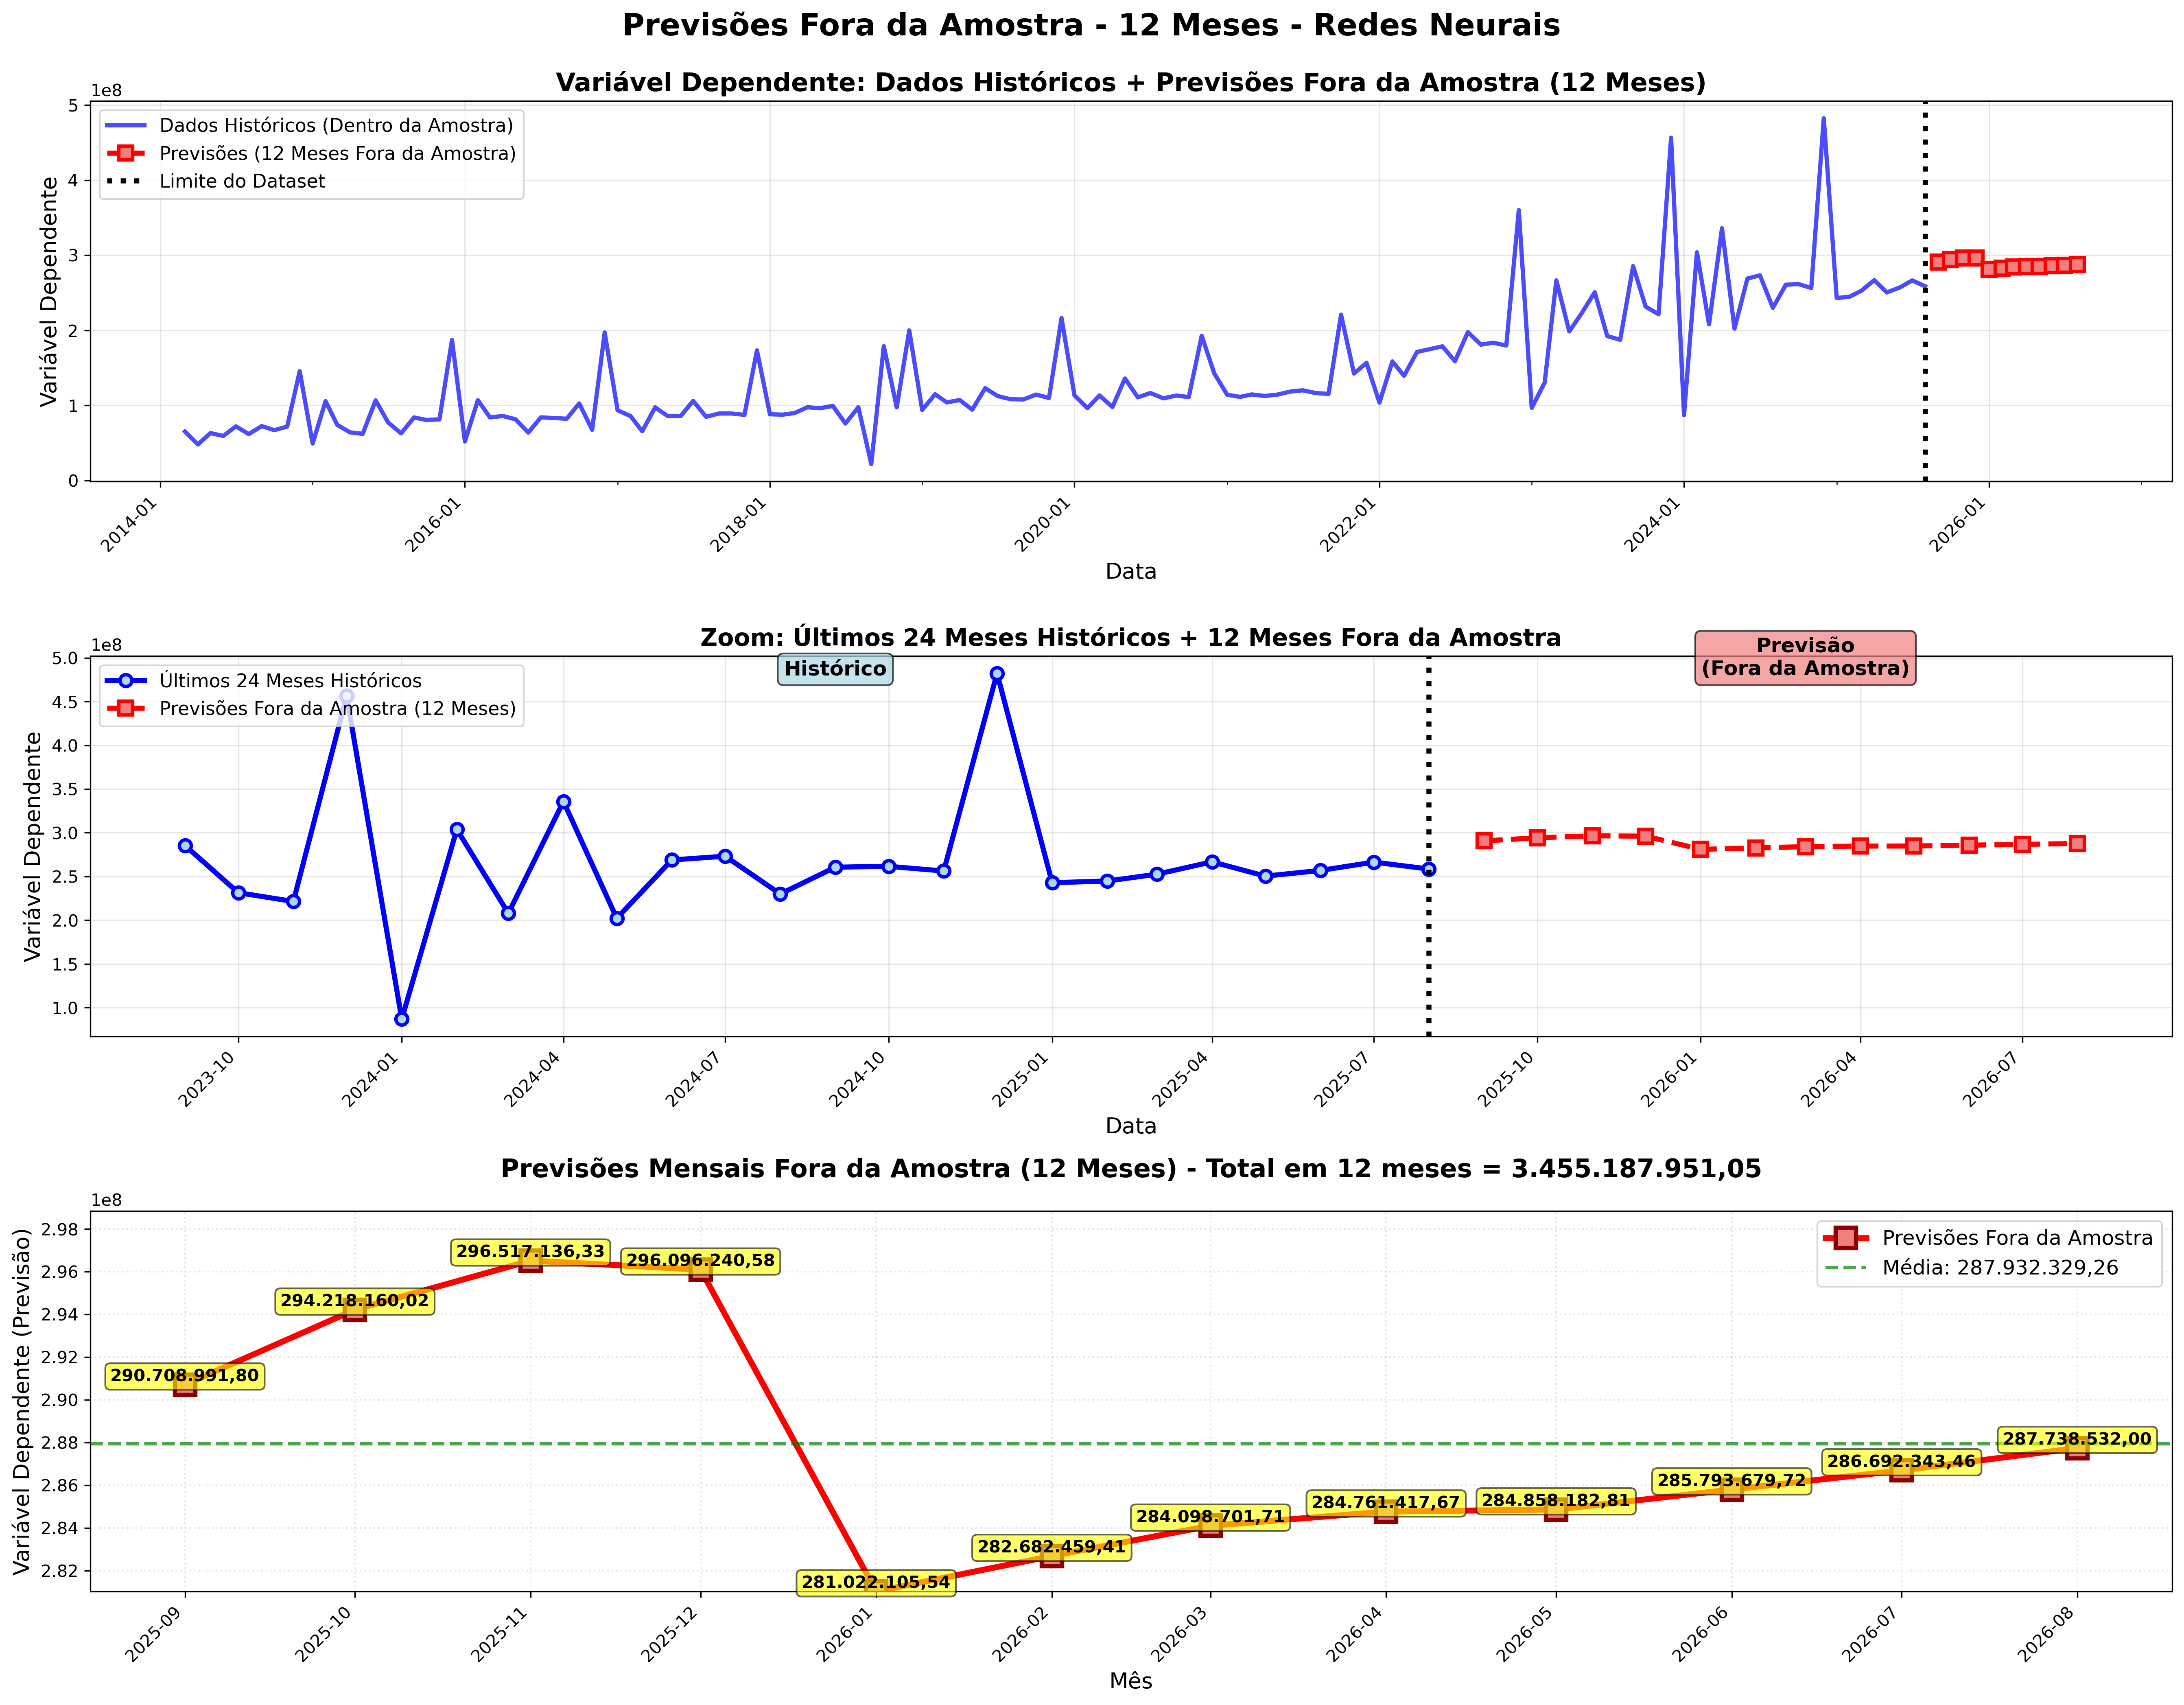 Previsões Fora da Amostra - 12 Meses - Redes Neurais
Variável Dependente: Dados Históricos + Previsões Fora da Amostra (12 Meses)
1e8
Dados Históricos (Dentro da Amostra)
Previsões (12 Meses Fora da Amostra)
Limite do Dataset
Variável Dependente
5
4
3
2
1
0
2014-01
2016-01
2018-01
2020-01
2022-01
2024-01
2026-01
Data
Zoom: Últimos 24 Meses Históricos + 12 Meses Fora da Amostra
1e8
Últimos 24 Meses Históricos
Previsões Fora da Amostra (12 Meses)
Histórico
Previsão
(Fora da Amostra)
Variável Dependente
5.0
4.5
4.0
3.5
3.0
2.5
2.0
1.5
1.0
2023-10
2024-01
2024-04
2024-07
2024-10
2025-01
2025-04
2025-07
2025-10
2026-01
2026-04
2026-07
Data
Previsões Mensais Fora da Amostra (12 Meses) - Total em 12 meses = 3.455.187.951,05
1e8
Previsões Fora da Amostra
Média: 287.932.329,26
Variável Dependente (Previsão)
2.98
2.96
2.94
2.92
2.90
2.88
2.86
2.84
2.82
290.708.991,80
294.218.160,02
296.517.136,33
296.096.240,58
281.022.105,54
282.682.459,41
284.098.701,71
284.761.417,67
284.858.182,81
285.793.679,72
286.692.343,46
287.738.532,00
2025-09
2025-10
2025-11
2025-12
2026-01
2026-02
2026-03
2026-04
2026-05
2026-06
2026-07
2026-08
Mês